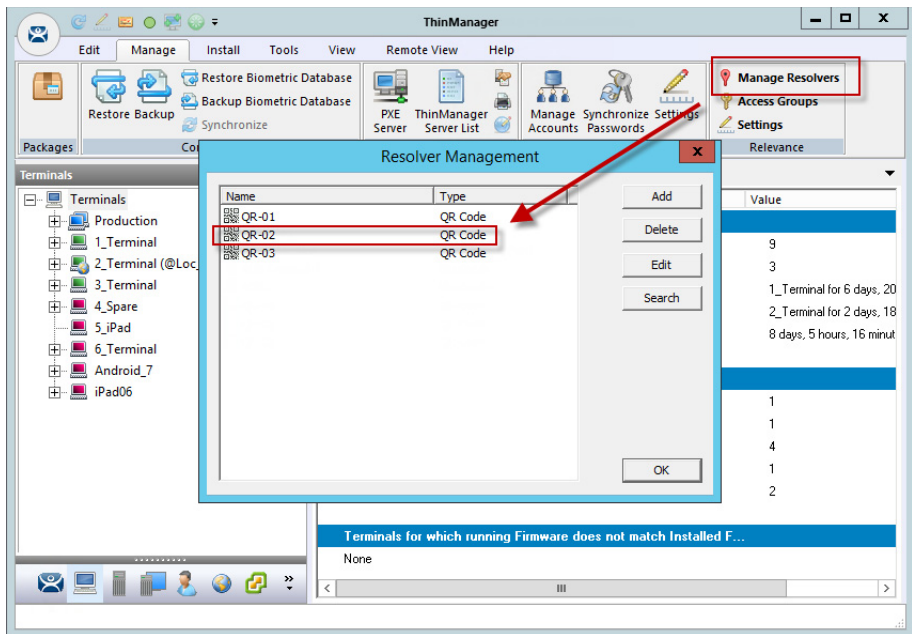 ThinManager
Edit Manage Install Tools View Remote View Help
Restore Backup
Restore Biometric Database
Backup Biometric Database
Synchronize
PXE Server
ThinManager Server List
Manage Accounts
Synchronize Passwords
Settings
Manage Resolvers
Access Groups
Settings
Packages
Co
Relevance
Resolver Management
Name Type
QR-01 QR Code
QR-02 QR Code
QR-03 QR Code
Add
Delete
Edit
Search
OK
Terminals
Terminals
Production
1_Terminal
2_Terminal (@Loc_
3_Terminal
4_Spare
5_iPad
6_Terminal
Android_7
iPad06
Value
9
3
1_Terminal for 6 days, 20
2_Terminal for 2 days, 18
8 days, 5 hours, 16 minut
1
1
4
1
2
Terminals for which running Firmware does not match Installed F...
None